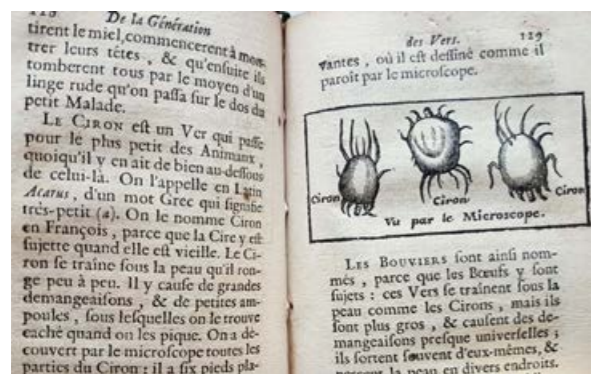 De la Génération
tirent le miel, commencerent à mon-
trer leurs têtes, & qu'ensuite ils
tomberent tous par le moyen d'un
linge rude qu'on passa sur le dos du
petit Malade.
LE CIRON est un Ver qui passe
pour le plus petit des Animaux,
quoiqu'il y en ait de bien au-dessous
de celui-là. On l'appelle en Latin
Acarus, d'un mot Grec qui signifie
très-petit (a). On le nomme Ciron
en François, parce que la Cire y est
sujette quand elle est vieille. Le Ci-
ron se traîne sous la peau qu'il ron-
ge peu à peu. Il y cause de grandes
demangeaisons, & de petites am-
poules, sous lesquelles on le trouve
caché quand on les pique. On a dé-
couvert par le microscope toutes les
parties du Ciron : il a six pieds pla-
des Vers. 129
vantes, où il est dessiné comme il
paroît par le microscope.
Ciron Ciron Ciron
Vu par le Microscope.
LES BOUVIERS sont ainsi nom-
més, parce que les Bœufs y sont
sujets : ces Vers se traînent sous la
peau comme les Cirons, mais ils
sont plus gros, & causent des de-
mangeaisons presque universelles ;
ils sortent souvent d'eux-mêmes, &
la peau en divers endroits.